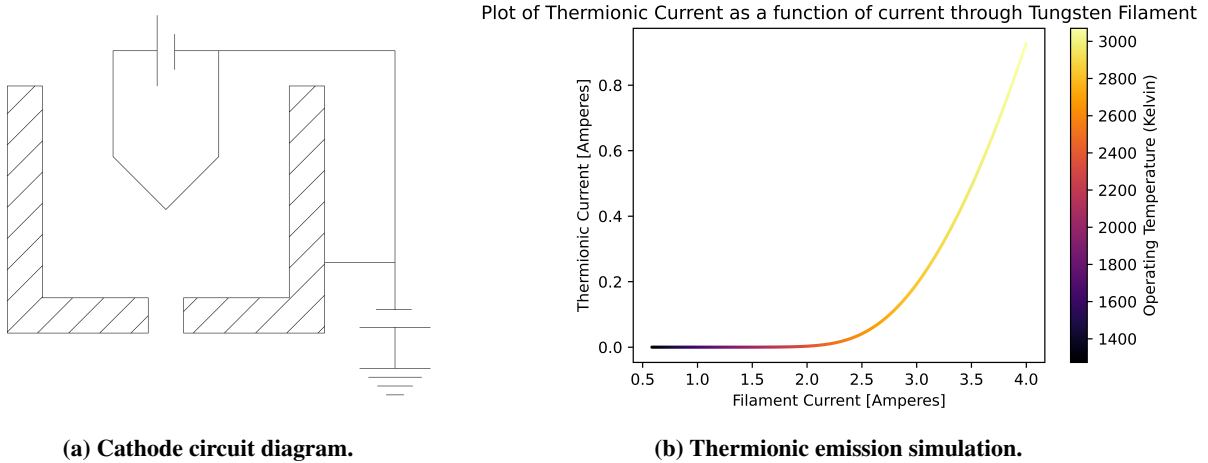 Plot of Thermionic Current as a function of current through Tungsten Filament
Thermionic Current [Amperes]
0.8
0.6
0.4
0.2
0.0
0.5 1.0 1.5 2.0 2.5 3.0 3.5 4.0
Filament Current [Amperes]
3000
2800
2600
2400
2200
2000
1800
1600
1400
Operating Temperature (Kelvin)
(a) Cathode circuit diagram.
(b) Thermionic emission simulation.